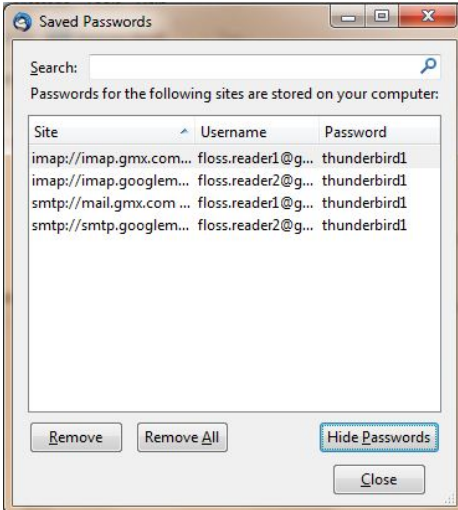 Saved Passwords
Search:
Passwords for the following sites are stored on your computer:
Site Username Password
imap://imap.gmx.com... floss.reader1@g... thunderbird1
imap://imap.googlem... floss.reader2@g... thunderbird1
smtp://mail.gmx.com ... floss.reader1@g... thunderbird1
smtp://smtp.googlem... floss.reader2@g... thunderbird1
Remove Remove All Hide Passwords
Close